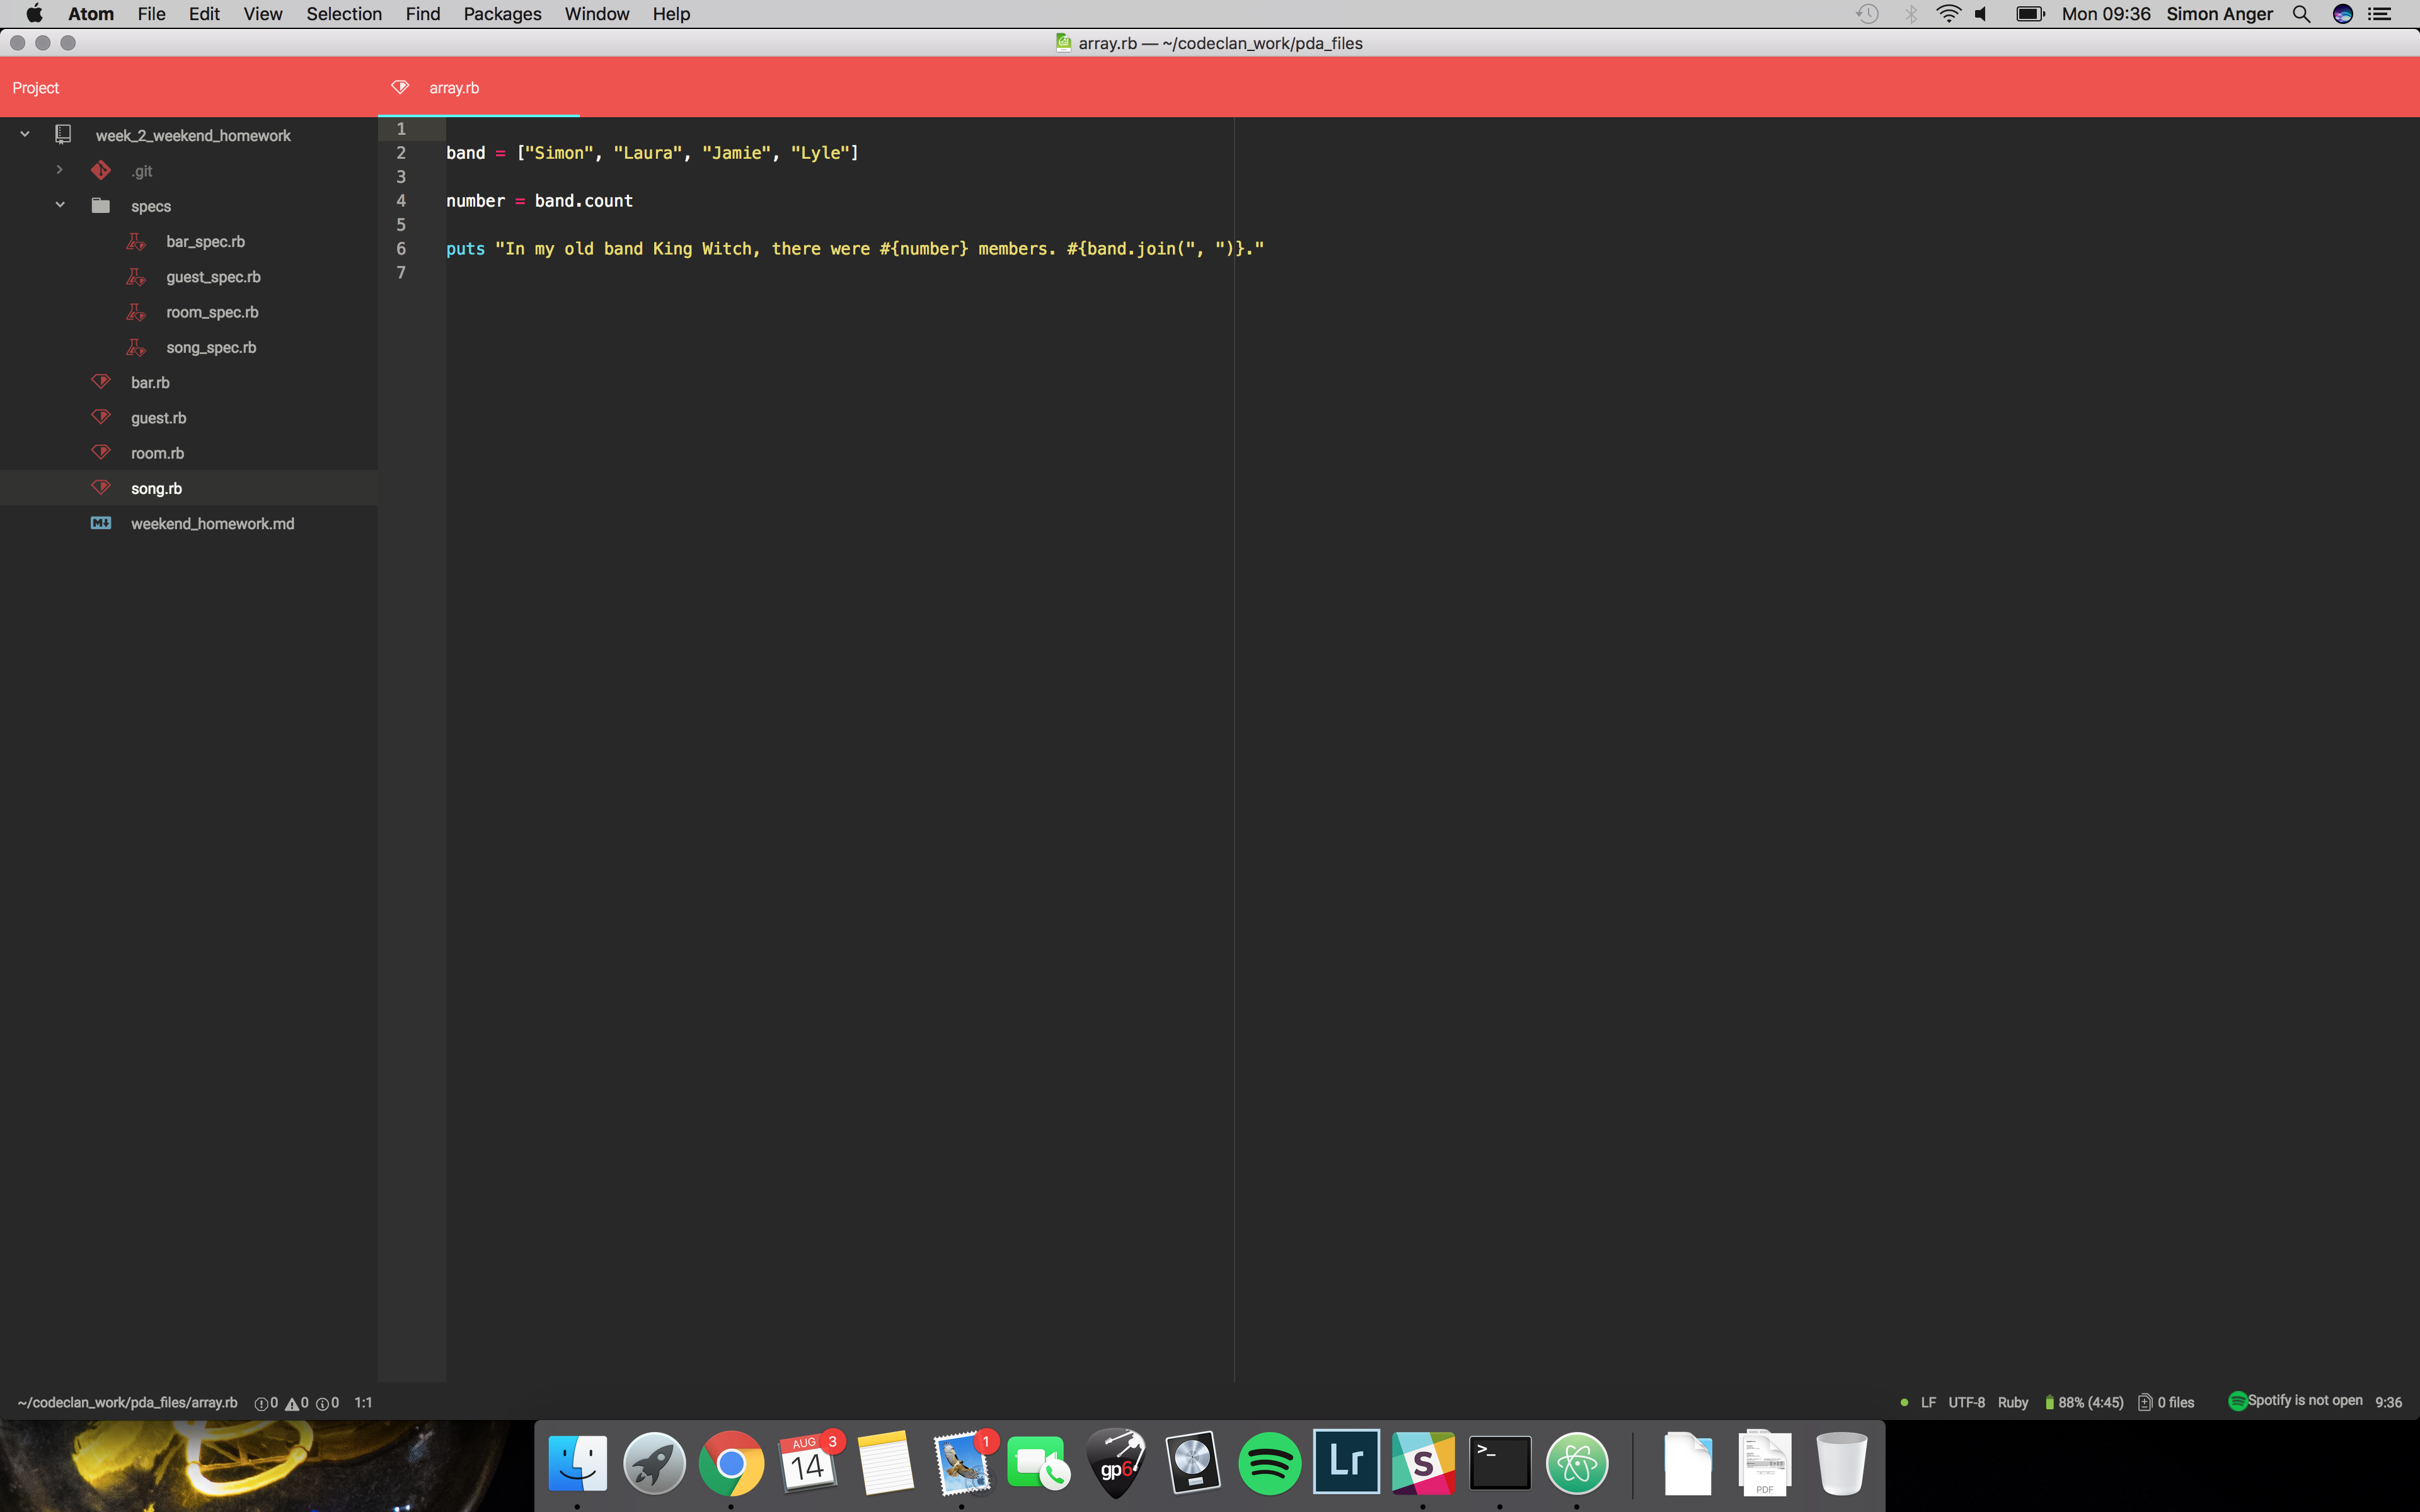 Atom File Edit View Selection Find Packages Window Help Mon 09:36 Simon Anger
array.rb — ~/codeclan_work/pda_files
Project array.rb
week_2_weekend_homework
.git
specs
bar_spec.rb
guest_spec.rb
room_spec.rb
song_spec.rb
bar.rb
guest.rb
room.rb
song.rb
weekend_homework.md
1
2 band = ["Simon", "Laura", "Jamie", "Lyle"]
3
4 number = band.count
5
6 puts "In my old band King Witch, there were #{number} members. #{band.join(", ")}."
7
~/codeclan_work/pda_files/array.rb 0 0 0 1:1 LF UTF-8 Ruby 88% (4:45) 0 files Spotify is not open 9:36
AUG 3
14
1
gp6
Lr
S
>_
PDF